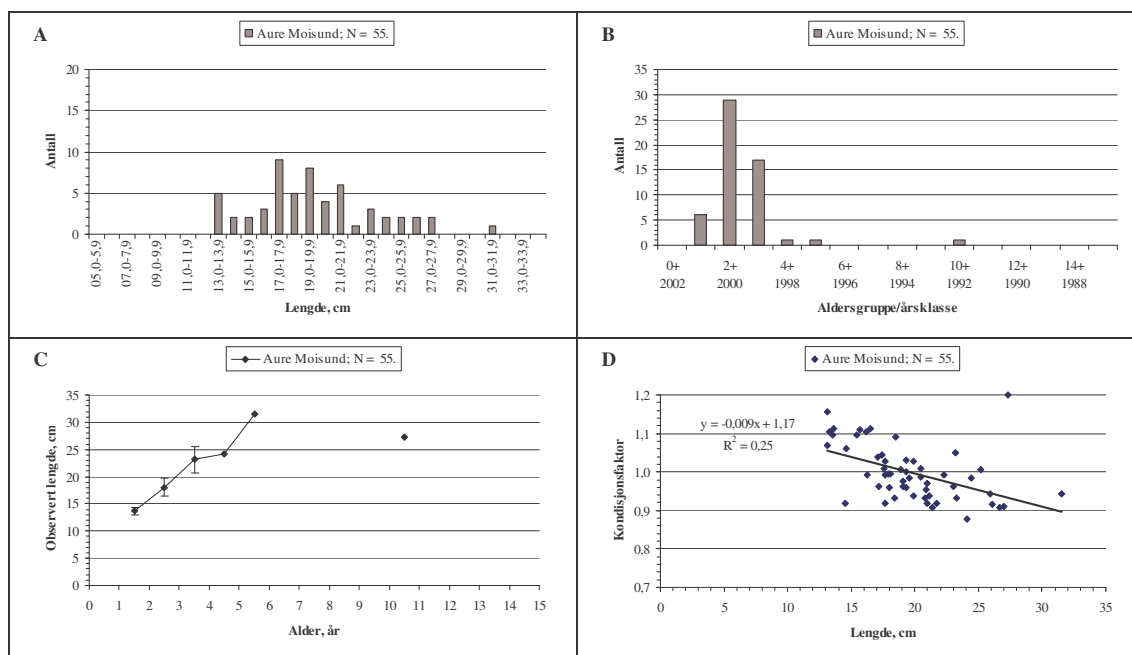 A
Aure Moisund; N = 55.
20
15
10
5
0
Antall
05,0-5,9
07,0-7,9
09,0-9,9
11,0-11,9
13,0-13,9
15,0-15,9
17,0-17,9
19,0-19,9
21,0-21,9
23,0-23,9
25,0-25,9
27,0-27,9
29,0-29,9
31,0-31,9
33,0-33,9
Lengde, cm
B
Aure Moisund; N = 55.
35
30
25
20
15
10
5
0
Antall
0+ 2+ 4+ 6+ 8+ 10+ 12+ 14+
2002 2000 1998 1996 1994 1992 1990 1988
Aldersgruppe/årsklasse
C
Aure Moisund; N = 55.
35
30
25
20
15
10
5
0
Observert lengde, cm
0 1 2 3 4 5 6 7 8 9 10 11 12 13 14 15
Alder, år
D
Aure Moisund; N = 55.
1,2
1,1
1,0
0,9
0,8
0,7
Kondisjonsfaktor
y = -0,009x + 1,17
R² = 0,25
0 5 10 15 20 25 30 35
Lengde, cm